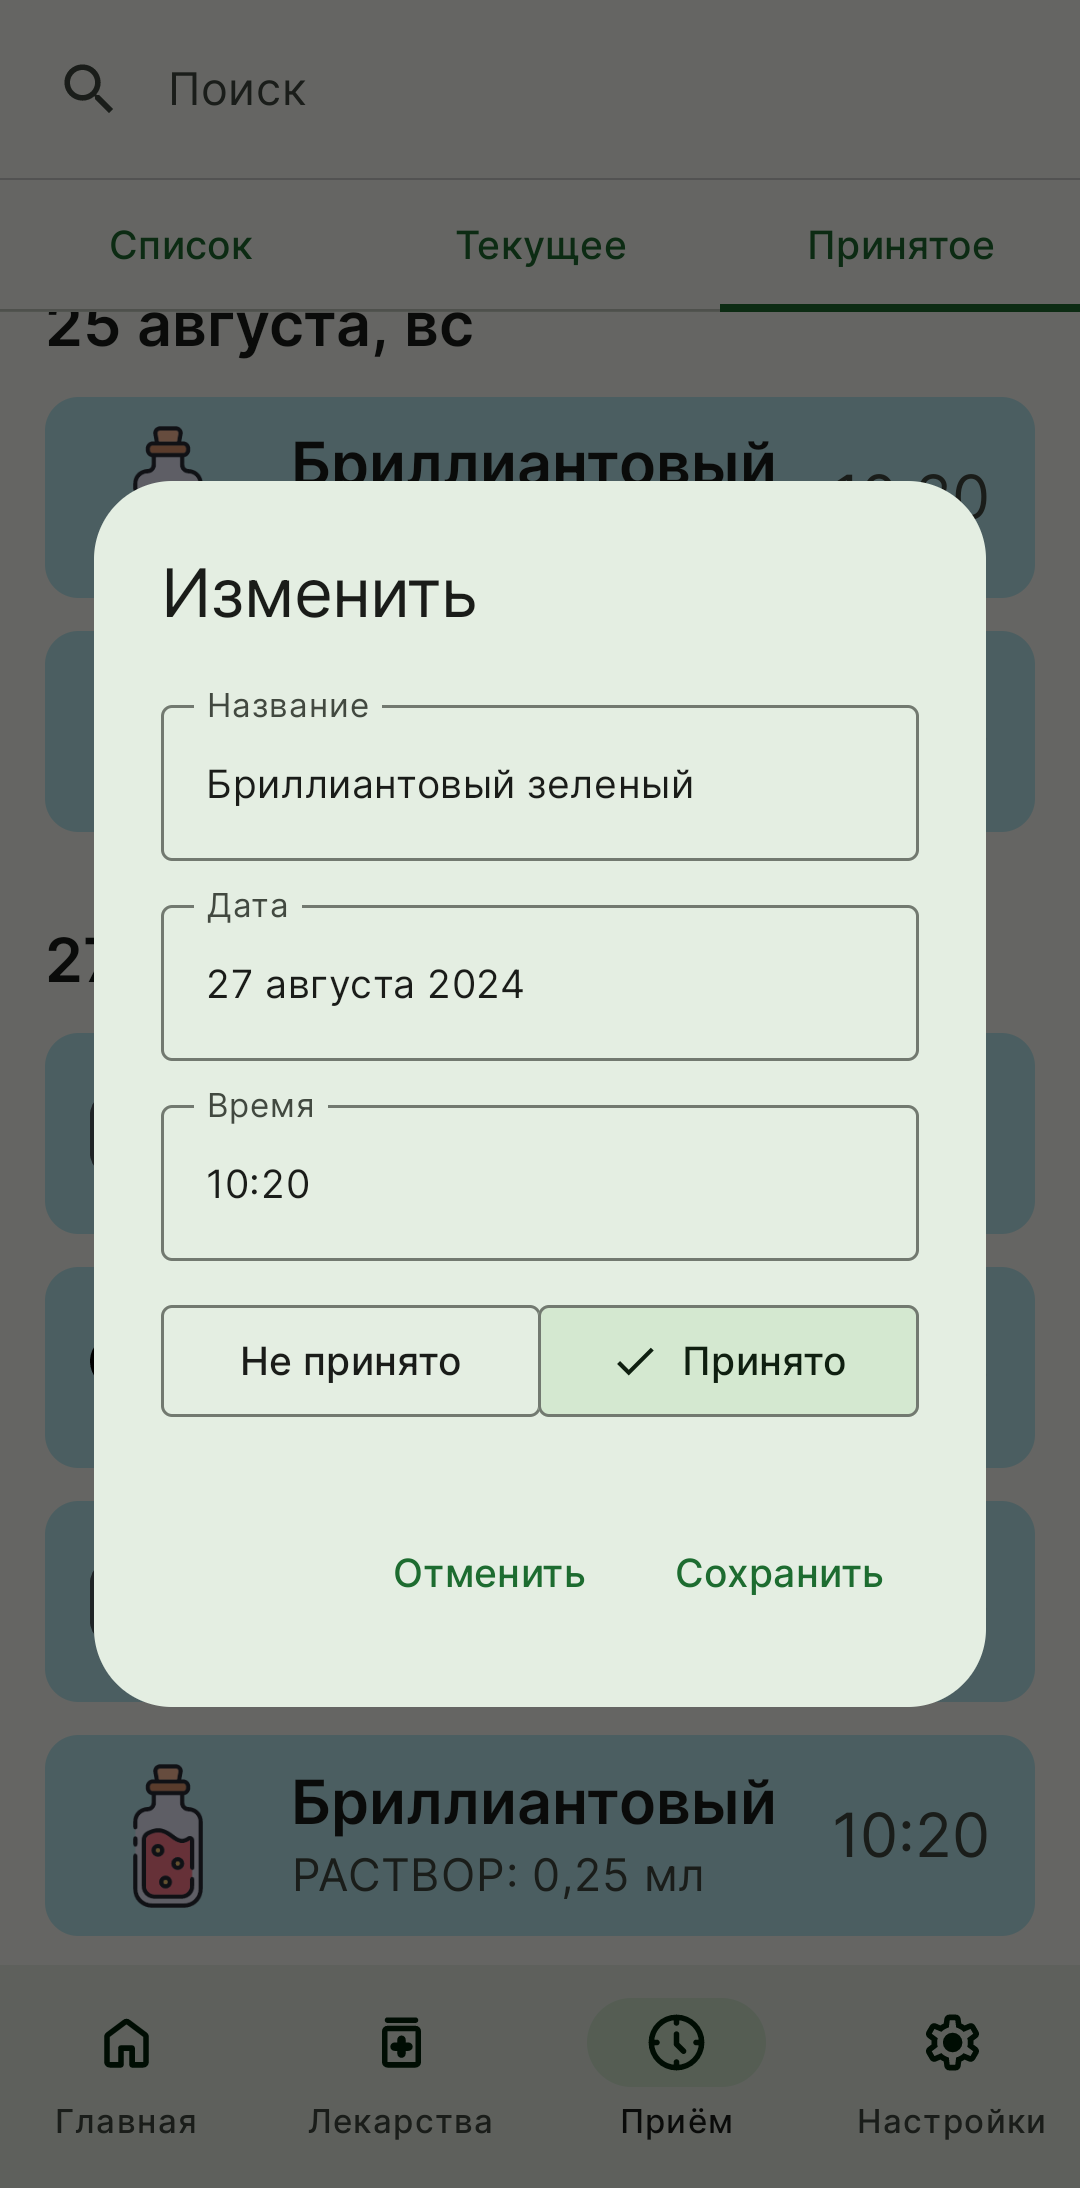 Поиск
Список Текущее Принятое
25 августа, вс
Бриллиантовый
Изменить
Название
Бриллиантовый зеленый
Дата
27 августа 2024
27
Время
10:20
Не принято Принято
Отменить Сохранить
Бриллиантовый 10:20
РАСТВОР: 0,25 мл
Главная Лекарства Приём Настройки